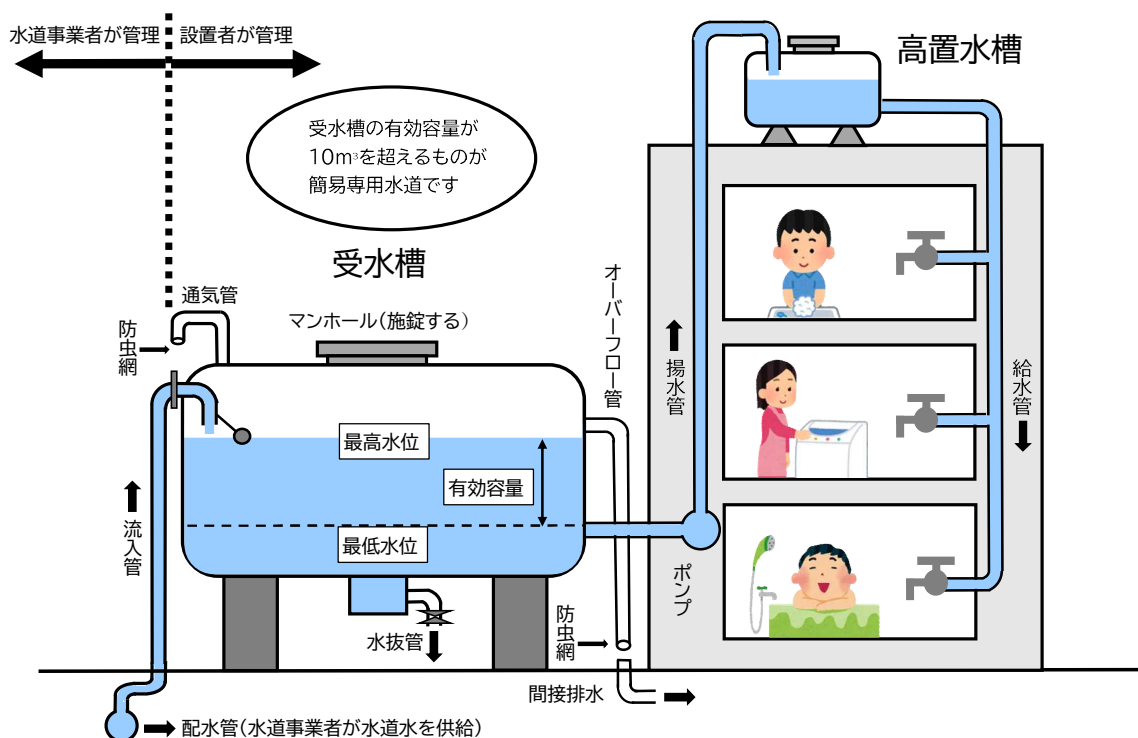 水道事業者が管理
設置者が管理
高置水槽
受水槽の有効容量が
10m³を超えるものが
簡易専用水道です
受水槽
通気管
防虫網
マンホール(施錠する)
オーバーフロー管
揚水管
給水管
最高水位
有効容量
最低水位
流入管
ポンプ
水抜管
防虫網
間接排水
配水管(水道事業者が水道水を供給)